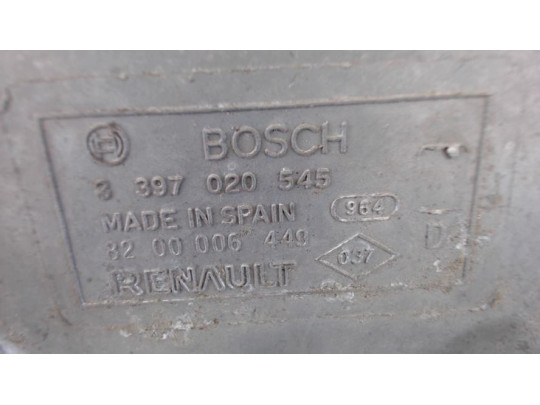 BOSCH
3 397 020 545
MADE IN SPAIN 964
82 00 006 449
037
RENAULT